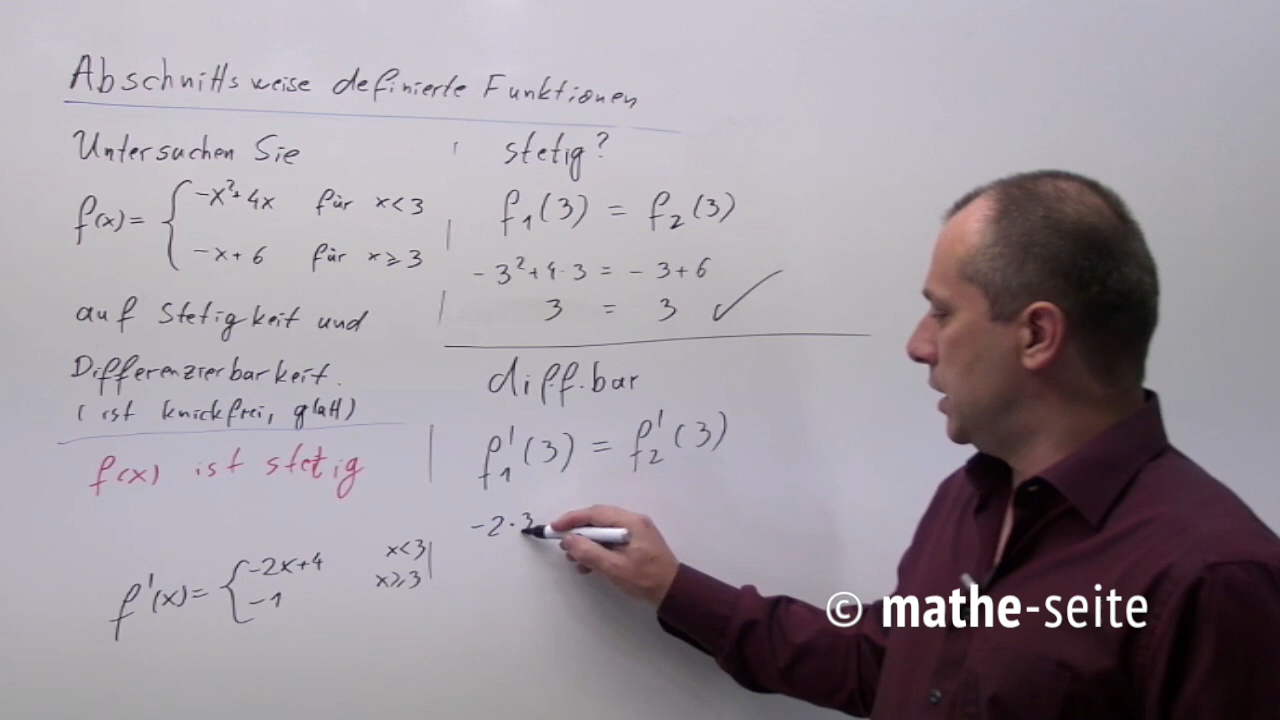 Abschnittsweise definierte Funktionen
Untersuchen Sie
f(x)= { -x²+4x für x<3
-x+6 für x≥3
auf Stetigkeit und
Differenzierbarkeit.
(ist knickfrei, glatt)
f(x) ist stetig
f'(x)= { -2x+4 x<3
-1 x≥3
stetig?
f₁(3) = f₂(3)
-3²+4·3 = -3+6
3 = 3 ✓
diff.bar
f₁'(3) = f₂'(3)
-2·3
© mathe-seite